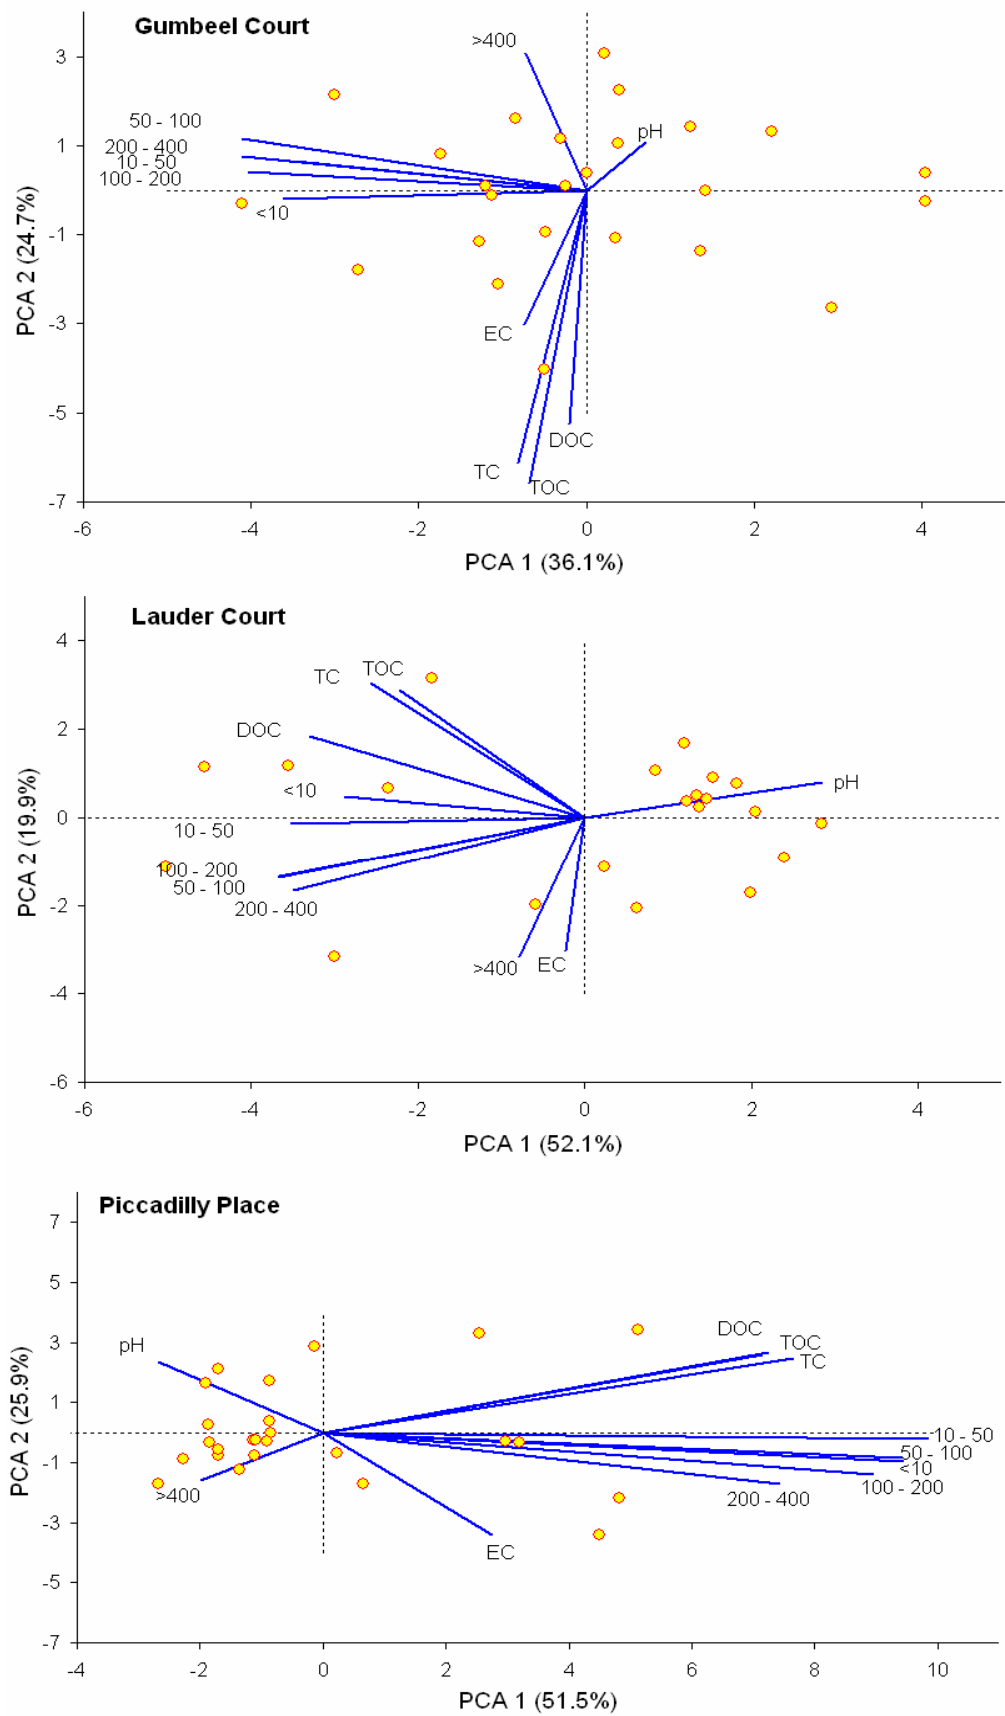 Gumbeel Court
>400
3
pH
50 - 100
1
200 - 400
10 - 50
100 - 200
<10
-1
PCA 2 (24.7%)
-3
EC
-5
DOC
TC
TOC
-7
-6
-4
-2
0
2
4
PCA 1 (36.1%)
Lauder Court
4
TC
TOC
2
DOC
pH
<10
0
10 - 50
PCA 2 (19.9%)
100 - 200
50 - 100
-2
200 - 400
>400
EC
-4
-6
-6
-4
-2
0
2
4
PCA 1 (52.1%)
Piccadilly Place
7
5
3
pH
DOC
TOC
TC
1
PCA 2 (25.9%)
10 - 50
50 - 100
-1
<10
100 - 200
>400
200 - 400
-3
EC
-5
-7
-4
-2
0
2
4
6
8
10
PCA 1 (51.5%)